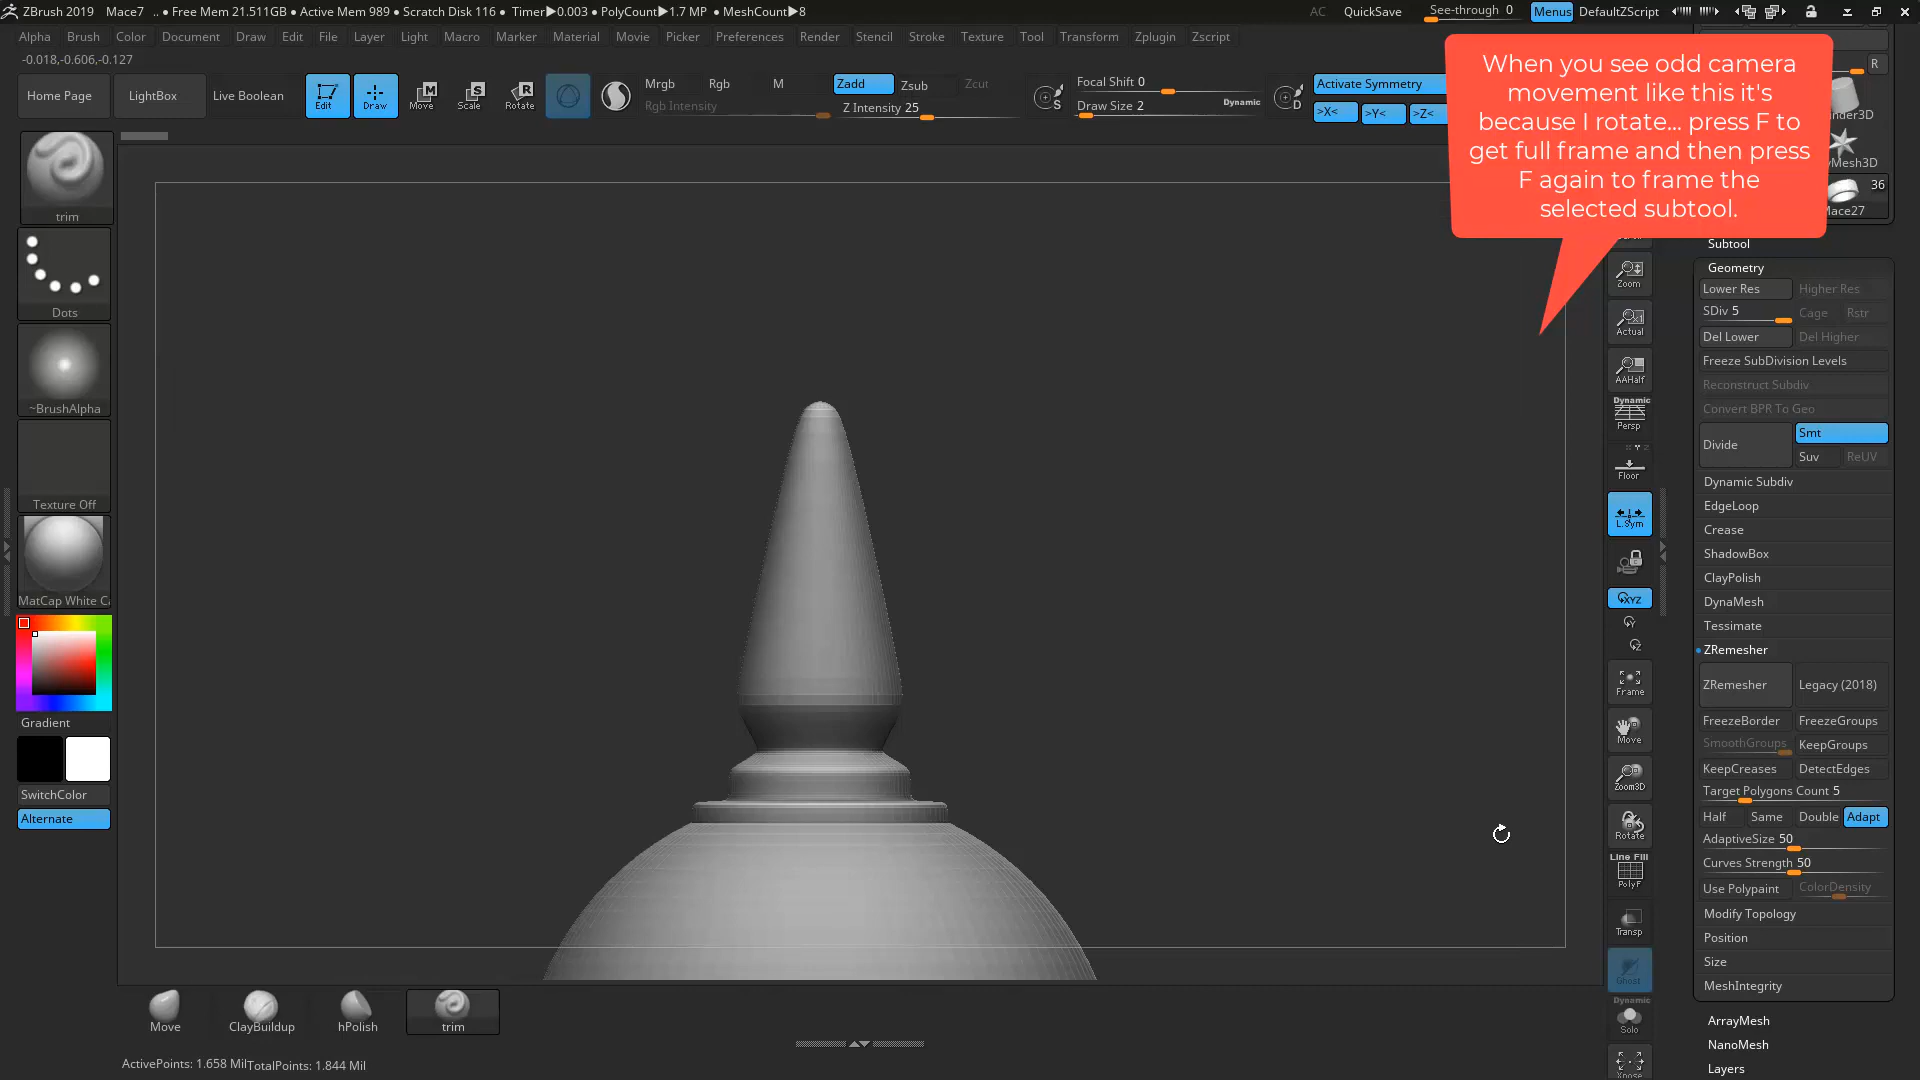 ZBrush 2019 Mace7 .. ● Free Mem 21.511GB ● Active Mem 989 ● Scratch Disk 116 ● Timer▶0.003 ● PolyCount▶1.7 MP ● MeshCount▶8 AC QuickSave See-through 0 Menus DefaultZScript
Alpha Brush Color Document Draw Edit File Layer Light Macro Marker Material Movie Picker Preferences Render Stencil Stroke Texture Tool Transform Zplugin Zscript
-0.018,-0.606,-0.127
Home Page LightBox Live Boolean Edit Draw Move Scale Rotate
Mrgb Rgb M Zadd Zsub Zcut
Rgb Intensity Z Intensity 25
S Focal Shift 0
Draw Size 2 Dynamic D
Activate Symmetry
>X< >Y< >Z<
R
When you see odd camera
movement like this it's
because I rotate... press F to
get full frame and then press
F again to frame the
selected subtool.
nder3D
yMesh3D
36
Mace27
trim
Dots
~BrushAlpha
Texture Off
MatCap White C
Gradient
SwitchColor
Alternate
Zoom
Actual
AAHalf
Dynamic
Persp
Floor
L.Sym
XYZ
Y
Z
Frame
Move
Zoom3D
Rotate
Line Fill
PolyF
Transp
Ghost
Dynamic
Solo
Xpose
Subtool
Geometry
Lower Res Higher Res
SDiv 5 Cage Rstr
Del Lower Del Higher
Freeze SubDivision Levels
Reconstruct Subdiv
Convert BPR To Geo
Divide Smt
Suv ReUV
Dynamic Subdiv
EdgeLoop
Crease
ShadowBox
ClayPolish
DynaMesh
Tessimate
ZRemesher
ZRemesher Legacy (2018)
FreezeBorder FreezeGroups
SmoothGroups KeepGroups
KeepCreases DetectEdges
Target Polygons Count 5
Half Same Double Adapt
AdaptiveSize 50
Curves Strength 50
Use Polypaint ColorDensity
Modify Topology
Position
Size
MeshIntegrity
ArrayMesh
NanoMesh
Layers
Move ClayBuildup hPolish trim
ActivePoints: 1.658 Mil TotalPoints: 1.844 Mil